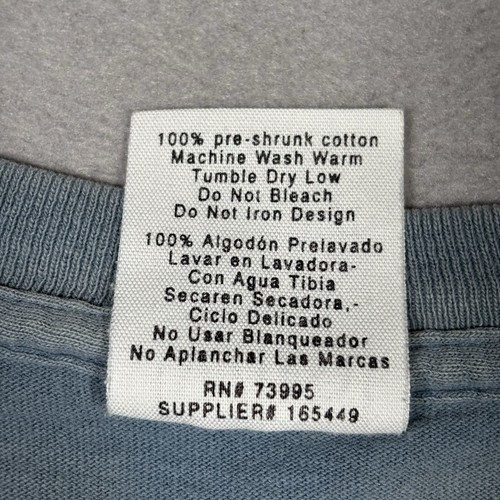 100% pre-shrunk cotton
Machine Wash Warm
Tumble Dry Low
Do Not Bleach
Do Not Iron Design
100% Algodón Prelavado
Lavar en Lavadora-
Con Agua Tibia
Secaren Secadora,-
Ciclo Delicado
No Usar Blanqueador
No Aplanchar Las Marcas
RN# 73995
SUPPLIER# 165449